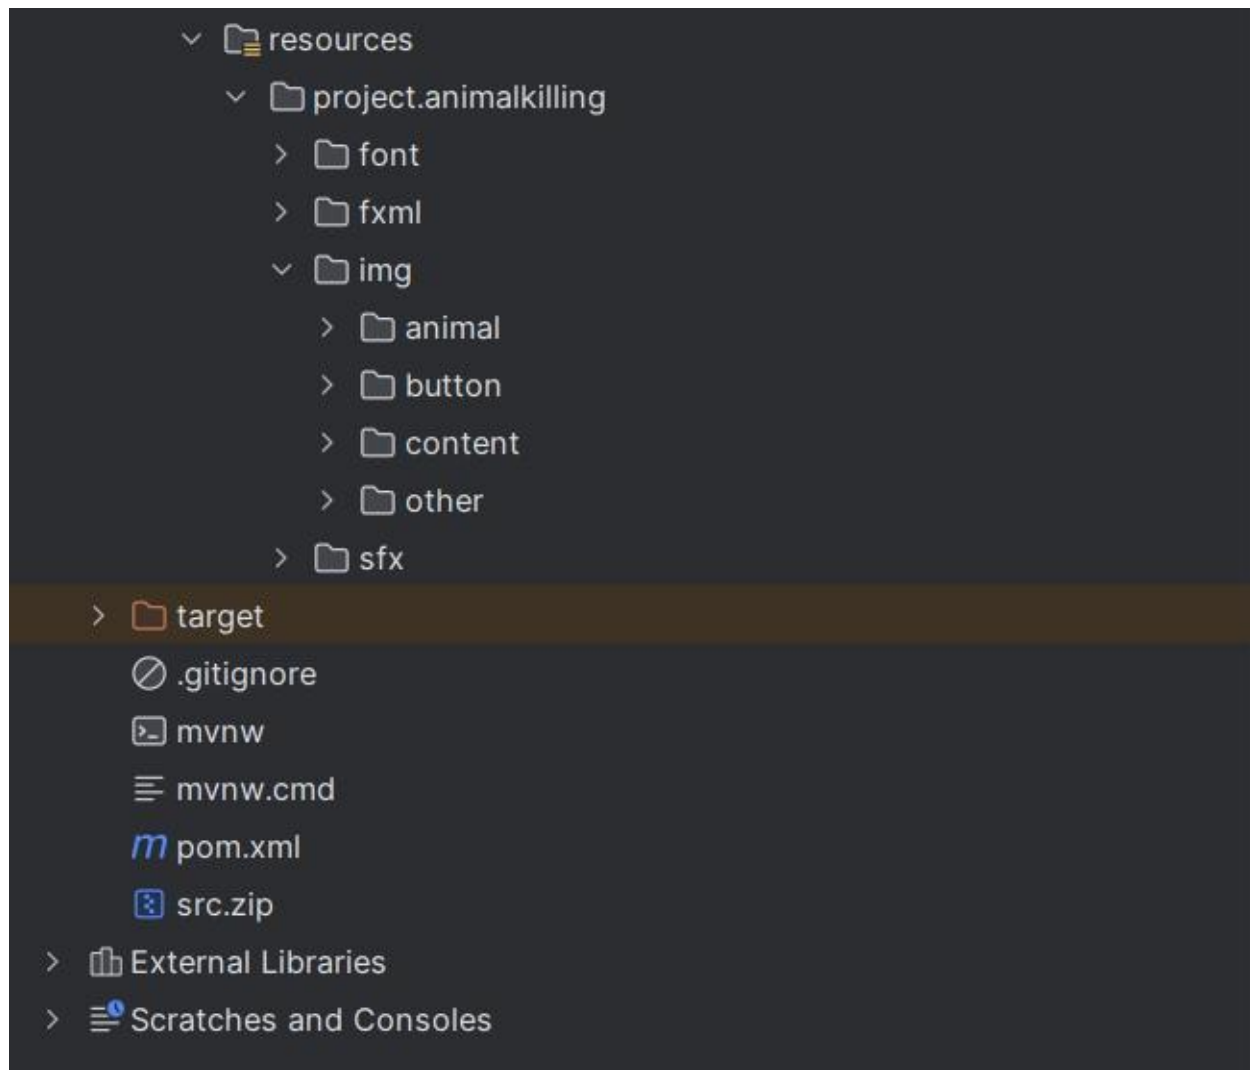 resources
project.animalkilling
font
fxml
img
animal
button
content
other
sfx
target
.gitignore
mvnw
mvnw.cmd
pom.xml
src.zip
External Libraries
Scratches and Consoles